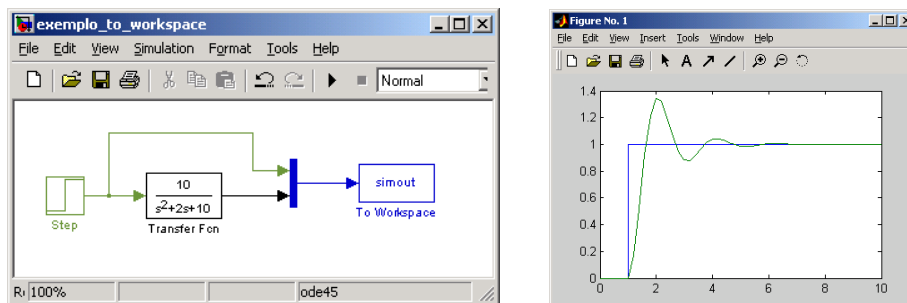 exemplo_to_workspace
File Edit View Simulation Format Tools Help
Normal
Step
10
s²+2s+10
Transfer Fcn
simout
To Workspace
100%
ode45
Figure No. 1
File Edit View Insert Tools Window Help
A
1.4
1.2
1
0.8
0.6
0.4
0.2
0
0 2 4 6 8 10